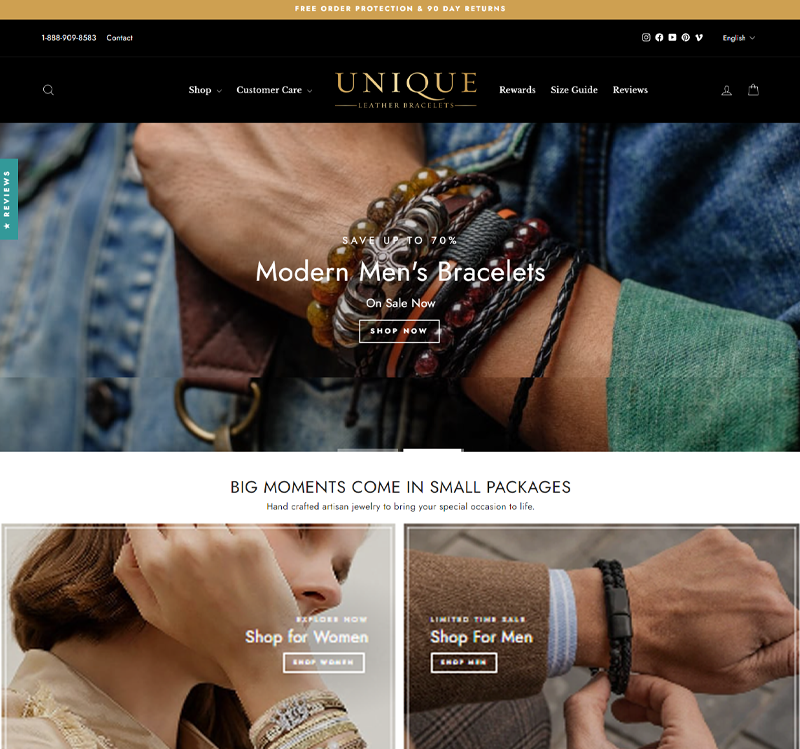 FREE ORDER PROTECTION & 90 DAY RETURNS
1-888-909-8583 Contact
English
Shop Customer Care
UNIQUE
LEATHER BRACELETS
Rewards Size Guide Reviews
★ REVIEWS
SAVE UP TO 70%
Modern Men's Bracelets
On Sale Now
SHOP NOW
BIG MOMENTS COME IN SMALL PACKAGES
Hand crafted artisan jewelry to bring your special occasion to life.
EXPLORE NOW
Shop for Women
SHOP WOMEN
LIMITED TIME SALE
Shop For Men
SHOP MEN